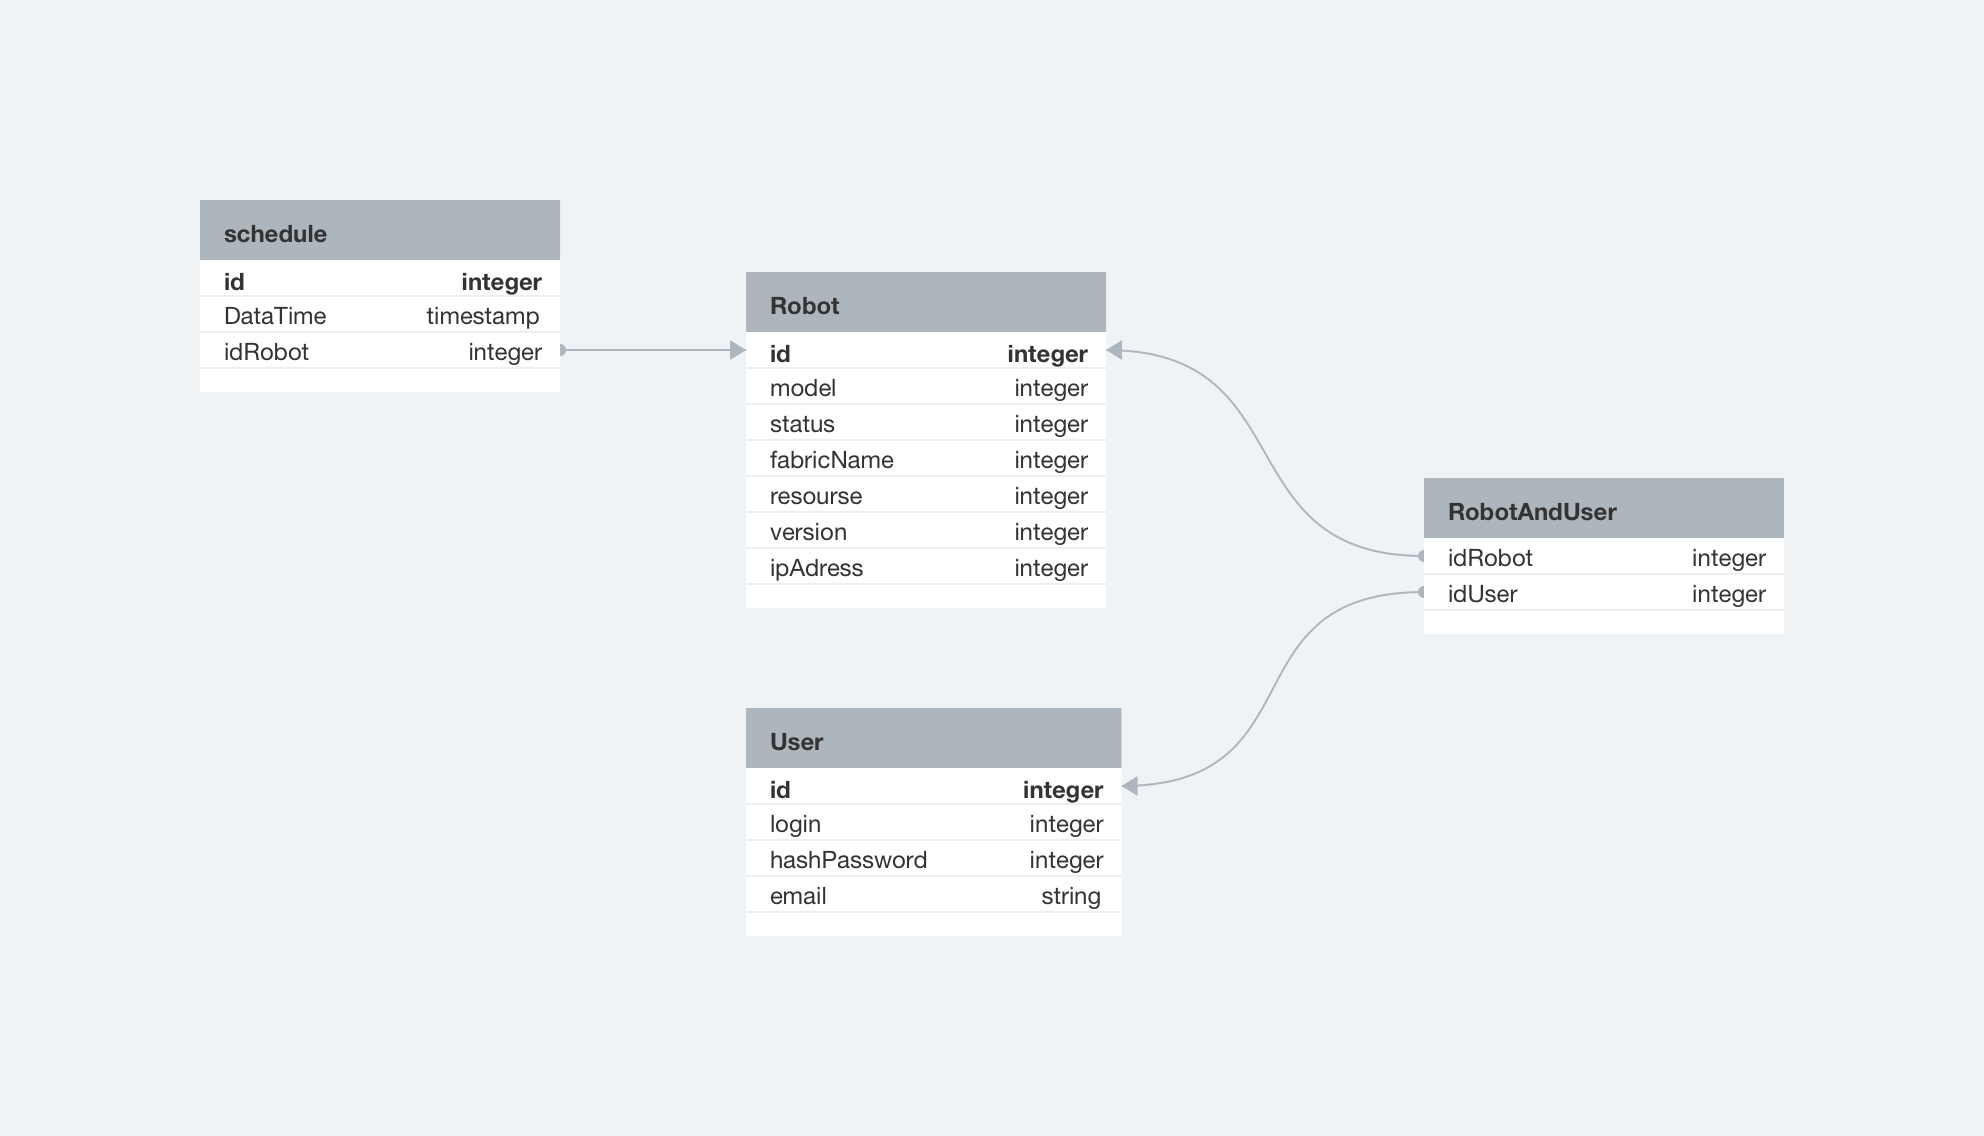 schedule
id integer
DataTime timestamp
idRobot integer
Robot
id integer
model integer
status integer
fabricName integer
resourse integer
version integer
ipAdress integer
RobotAndUser
idRobot integer
idUser integer
User
id integer
login integer
hashPassword integer
email string